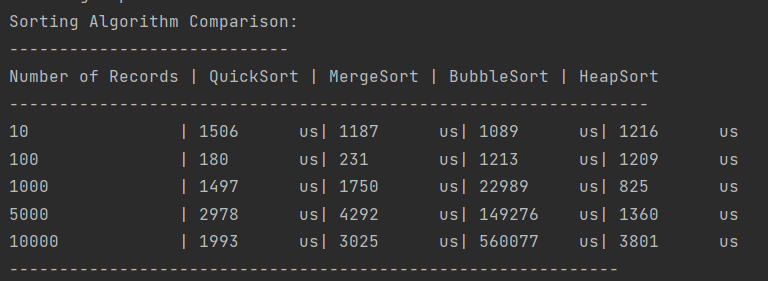 Sorting Algorithm Comparison:
----------------------------
Number of Records | QuickSort | MergeSort | BubbleSort | HeapSort
----------------------------------------------------------------
10               | 1506      us| 1187      us| 1089      us| 1216      us
100              | 180       us| 231       us| 1213      us| 1209      us
1000             | 1497      us| 1750      us| 22989     us| 825       us
5000             | 2978      us| 4292      us| 149276    us| 1360      us
10000            | 1993      us| 3025      us| 560077    us| 3801      us
-------------------------------------------------------------